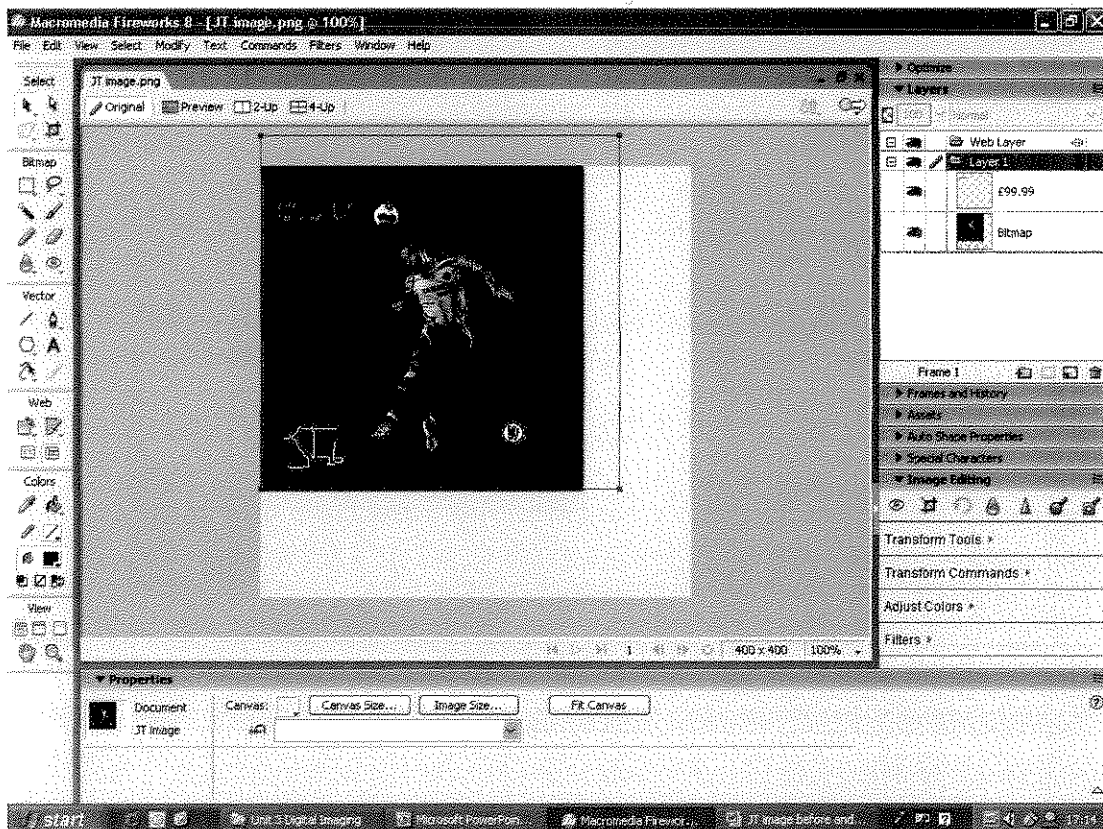 Macromedia Fireworks 8 - [JT image.png @ 100%]
File Edit View Select Modify Text Commands Filters Window Help
Select
Bitmap
Vector
Web
Colors
View
JT image.png
Original Preview 2-Up 4-Up
1 400 x 400 100%
Optimize
Layers
100 Normal
Web Layer
Layer 1
£99.99
Bitmap
Frame 1
Frames and History
Assets
Auto Shape Properties
Special Characters
Image Editing
Transform Tools
Transform Commands
Adjust Colors
Filters
Properties
Document
JT image
Canvas: Canvas Size... Image Size... Fit Canvas
start Unit 3 Digital Imaging Microsoft PowerPoin... Macromedia Firewor... JT image before and ... 13:14